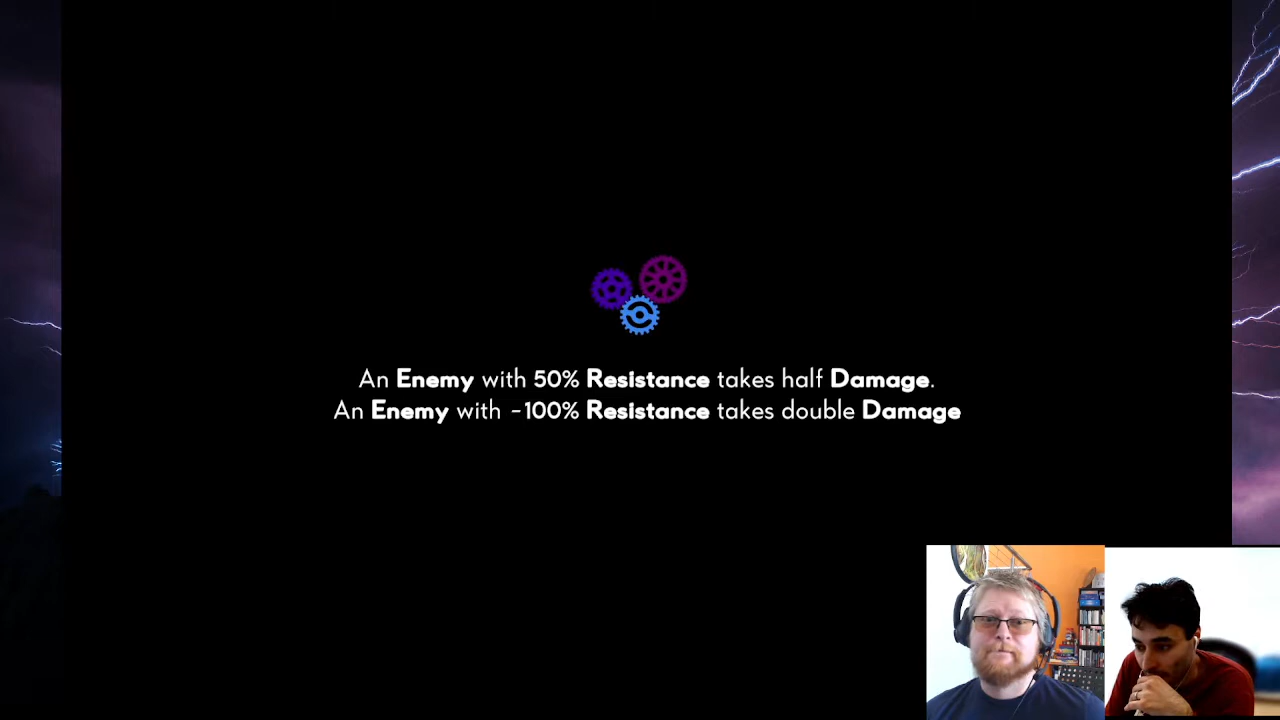 An Enemy with 50% Resistance takes half Damage.
An Enemy with -100% Resistance takes double Damage